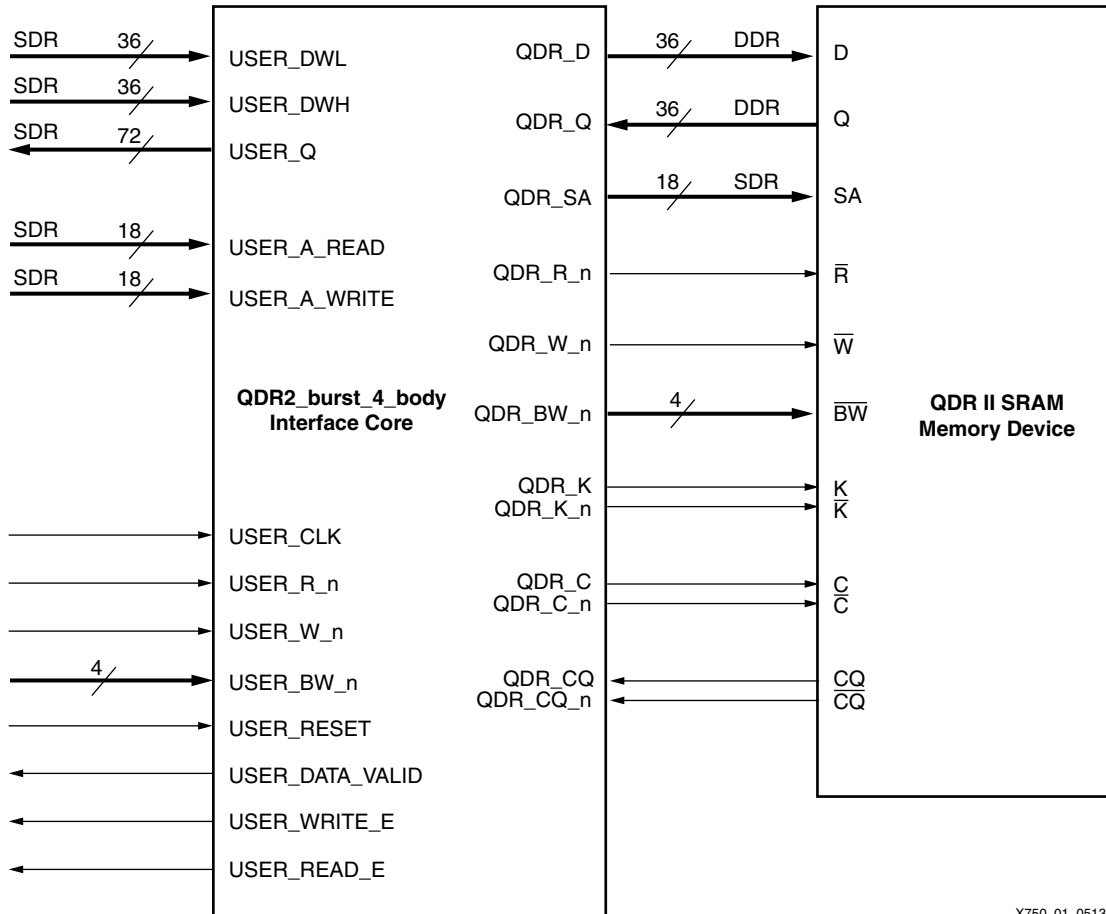 SDR 36 USER_DWL
SDR 36 USER_DWH
SDR 72 USER_Q
SDR 18 USER_A_READ
SDR 18 USER_A_WRITE
QDR2_burst_4_body
Interface Core
USER_CLK
USER_R_n
USER_W_n
4 USER_BW_n
USER_RESET
USER_DATA_VALID
USER_WRITE_E
USER_READ_E
QDR_D 36 DDR D
QDR_Q 36 DDR Q
QDR_SA 18 SDR SA
QDR_R_n R̅
QDR_W_n W̅
QDR_BW_n 4 B̅W̅
QDR_K K
QDR_K_n K̅
QDR_C C
QDR_C_n C̅
QDR_CQ CQ
QDR_CQ_n C̅Q̅
QDR II SRAM
Memory Device